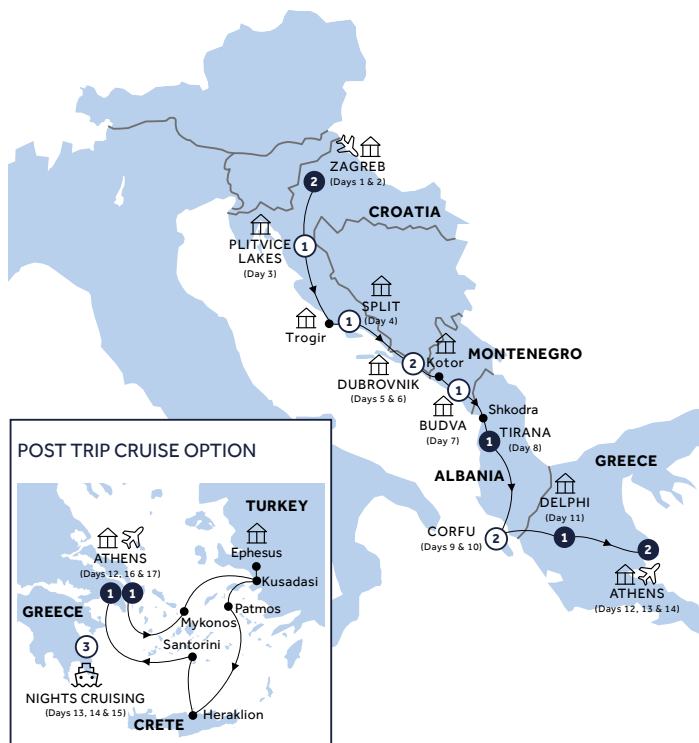 ZAGREB
2
(Days 1 & 2)
CROATIA
PLITVICE
LAKES
1
(Day 3)
SPLIT
1
(Day 4)
Trogir
2
Kotor
MONTENEGRO
DUBROVNIK
(Days 5 & 6)
1
BUDVA
(Day 7)
Shkodra
1
TIRANA
(Day 8)
ALBANIA
GREECE
DELPHI
(Day 11)
CORFU
2
(Days 9 & 10)
1
2
ATHENS
(Days 12, 13 & 14)
POST TRIP CRUISE OPTION
TURKEY
Ephesus
ATHENS
(Days 12, 16 & 17)
Kusadasi
1
1
GREECE
Patmos
Mykonos
3
Santorini
NIGHTS CRUISING
(Days 13, 14 & 15)
Heraklion
CRETE